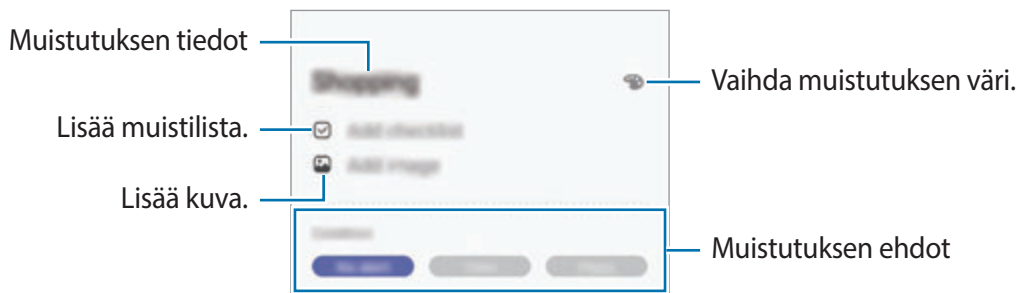 Muistutuksen tiedot
Shopping
Vaihda muistutuksen väri.
Lisää muistilista.
Add checklist
Lisää kuva.
Add image
Muistutuksen ehdot